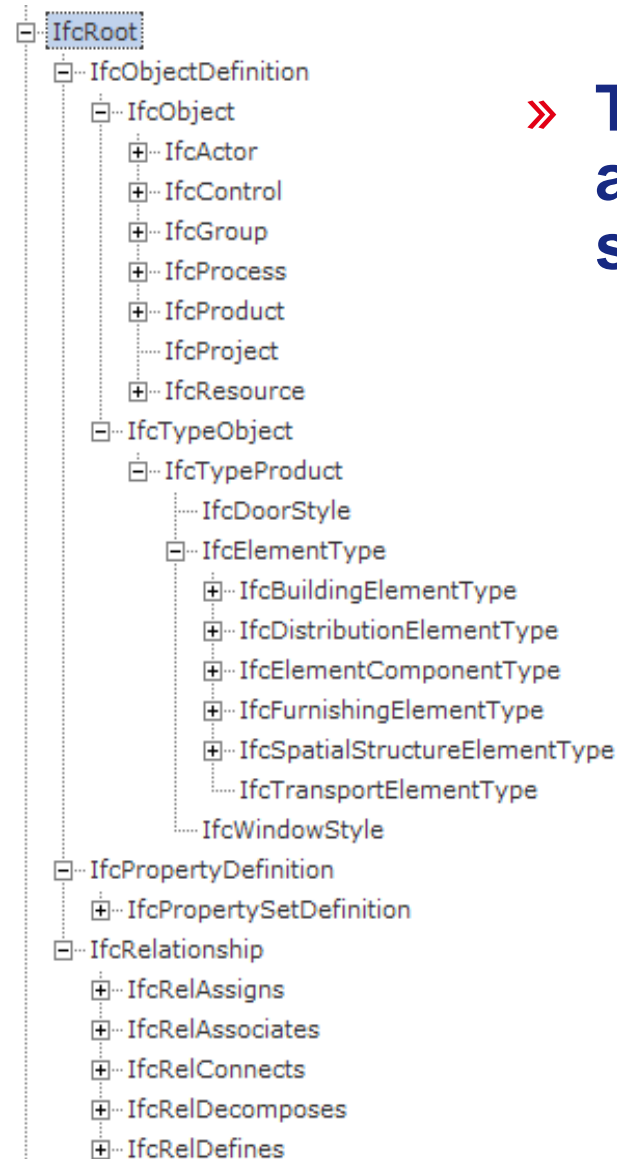 IfcRoot
IfcObjectDefinition
IfcObject
IfcActor
IfcControl
IfcGroup
IfcProcess
IfcProduct
IfcProject
IfcResource
IfcTypeObject
IfcTypeProduct
IfcDoorStyle
IfcElementType
IfcBuildingElementType
IfcDistributionElementType
IfcElementComponentType
IfcFurnishingElementType
IfcSpatialStructureElementType
IfcTransportElementType
IfcWindowStyle
IfcPropertyDefinition
IfcPropertySetDefinition
IfcRelationship
IfcRelAssigns
IfcRelAssociates
IfcRelConnects
IfcRelDecomposes
IfcRelDefines